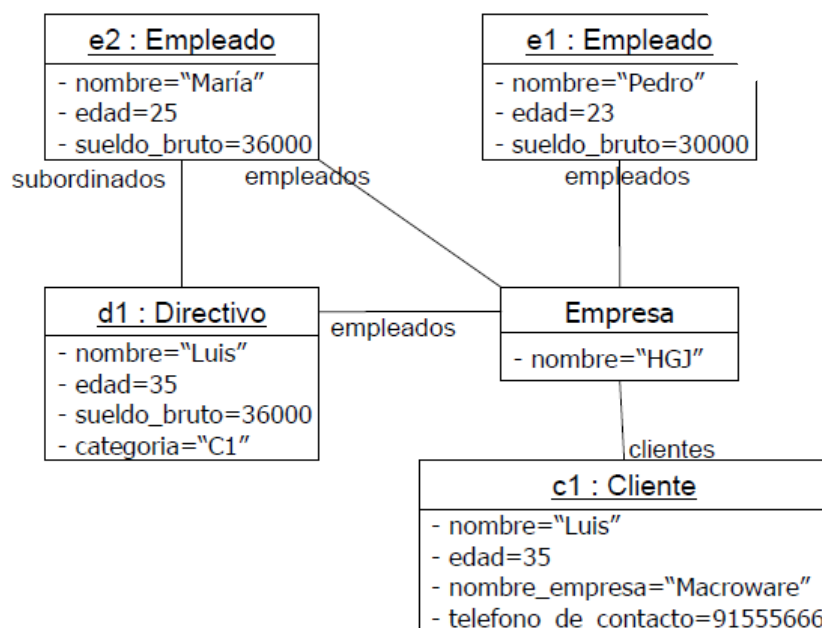 e2 : Empleado
- nombre=“María”
- edad=25
- sueldo_bruto=36000
e1 : Empleado
- nombre=“Pedro”
- edad=23
- sueldo_bruto=30000
subordinados
empleados
empleados
d1 : Directivo
- nombre=“Luis”
- edad=35
- sueldo_bruto=36000
- categoria=“C1”
empleados
Empresa
- nombre=“HGJ”
clientes
c1 : Cliente
- nombre=“Luis”
- edad=35
- nombre_empresa=“Macroware”
- telefono_de_contacto=91555666